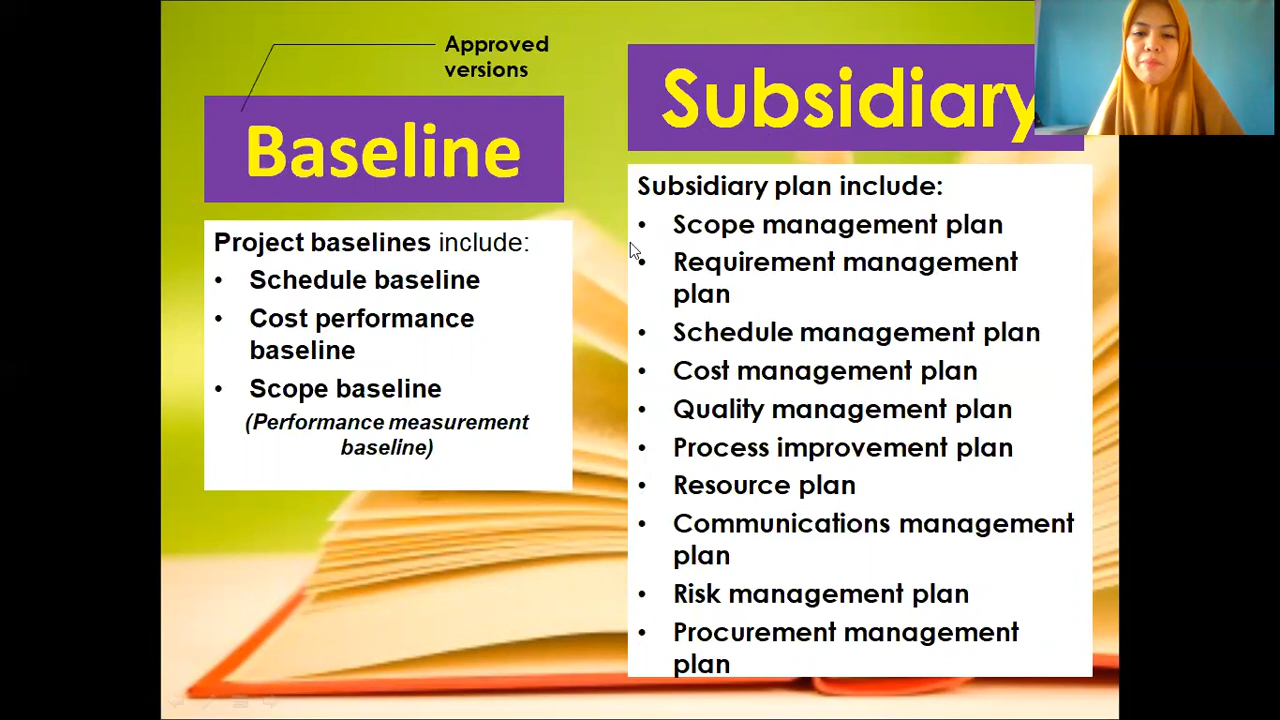 Approved
versions
Baseline
Project baselines include:
• Schedule baseline
• Cost performance
baseline
• Scope baseline
(Performance measurement
baseline)
Subsidiary
Subsidiary plan include:
• Scope management plan
• Requirement management
plan
• Schedule management plan
• Cost management plan
• Quality management plan
• Process improvement plan
• Resource plan
• Communications management
plan
• Risk management plan
• Procurement management
plan